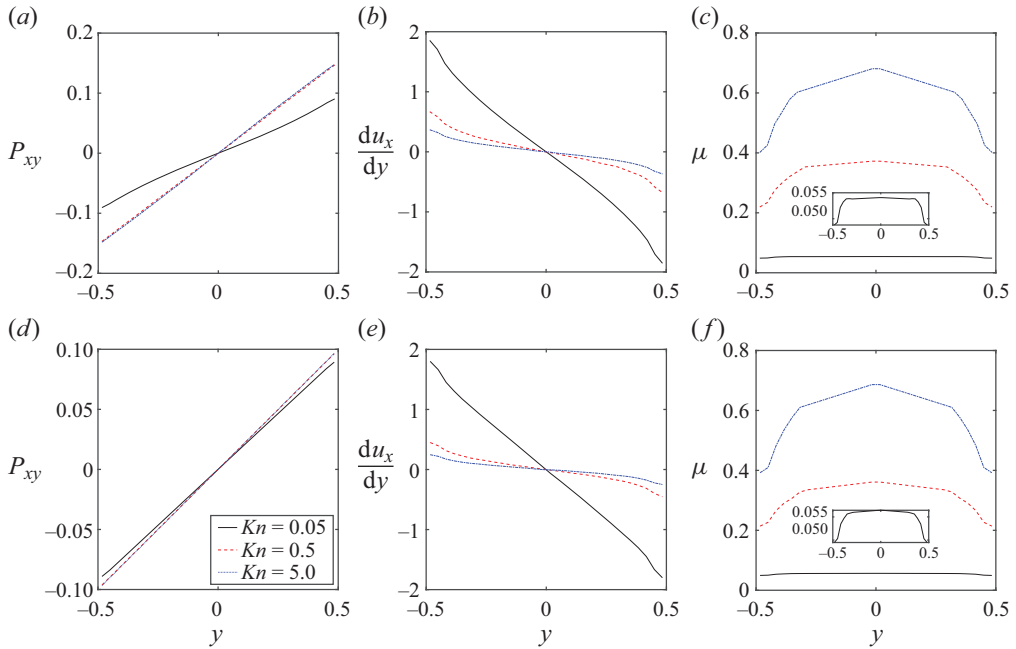 (a)
0.2
0.1
0
−0.1
−0.2
P_xy
−0.5 0 0.5
(b)
2
1
0
−1
−2
du_x
dy
−0.5 0 0.5
(c)
0.8
0.6
0.4
0.2
0
μ
0.055
0.050
−0.5 0 0.5
−0.5 0 0.5
(d)
0.10
0.05
0
−0.05
−0.10
P_xy
Kn = 0.05
Kn = 0.5
Kn = 5.0
−0.5 0 0.5
y
(e)
2
1
0
−1
−2
du_x
dy
−0.5 0 0.5
y
(f)
0.8
0.6
0.4
0.2
0
μ
0.055
0.050
−0.5 0 0.5
−0.5 0 0.5
y